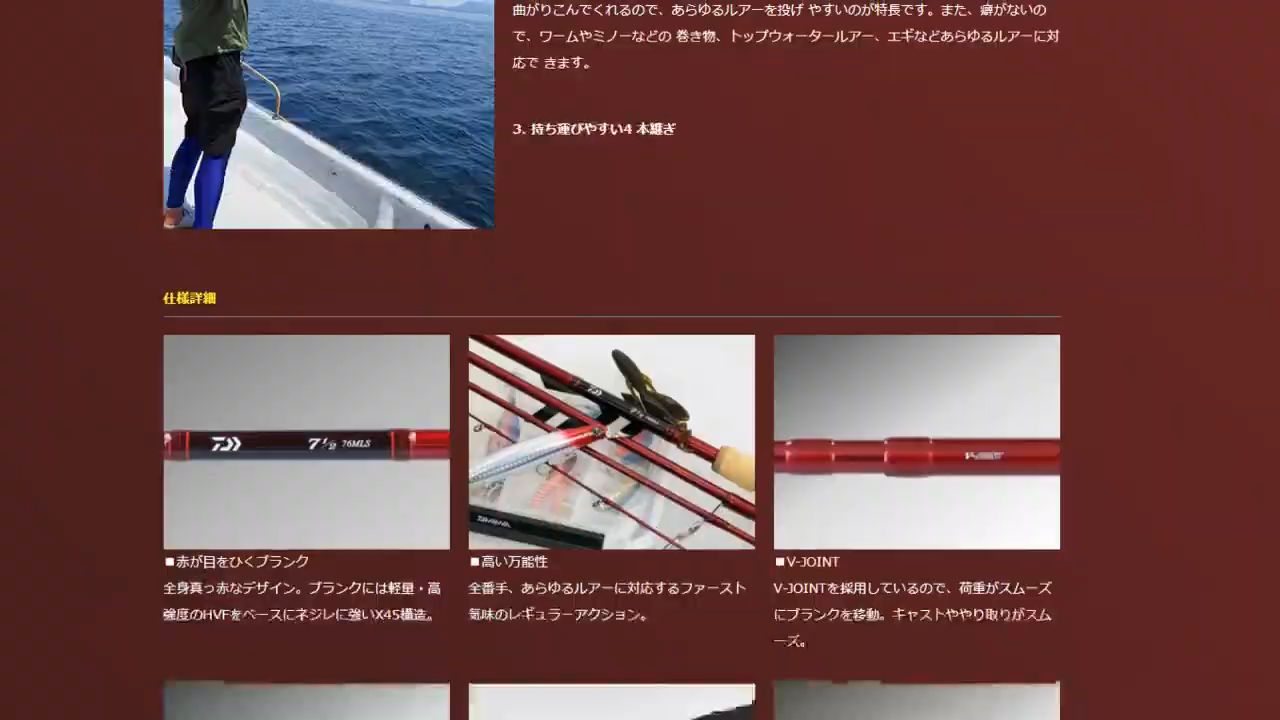 曲がりこんでくれるので、あらゆるルアーを投げ やすいのが特長です。また、癖がないの
で、ワームやミノーなどの 巻き物、トップウォータールアー、エギなどあらゆるルアーに対
応で きます。
3. 持ち運びやすい4 本継ぎ
仕様詳細
7 1/2 76MLS
DAIWA
V-JOINT
■赤が目をひくブランク
全身真っ赤なデザイン。ブランクには軽量・高
強度のHVFをベースにネジレに強いX45構造。
■高い万能性
全番手、あらゆるルアーに対応するファースト
気味のレギュラーアクション。
■V-JOINT
V-JOINTを採用しているので、荷重がスムーズ
にブランクを移動。キャストややり取りがスム
ーズ。